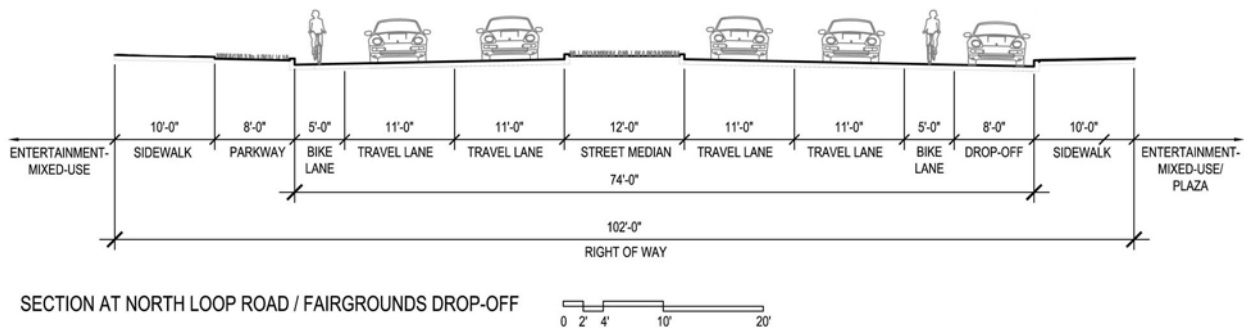 10'-0" 8'-0" 5'-0" 11'-0" 11'-0" 12'-0" 11'-0" 11'-0" 5'-0" 8'-0" 10'-0"
ENTERTAINMENT-
MIXED-USE
SIDEWALK
PARKWAY
BIKE
LANE
TRAVEL LANE
TRAVEL LANE
STREET MEDIAN
TRAVEL LANE
TRAVEL LANE
BIKE
LANE
DROP-OFF
SIDEWALK
ENTERTAINMENT-
MIXED-USE/
PLAZA
74'-0"
102'-0"
RIGHT OF WAY
SECTION AT NORTH LOOP ROAD / FAIRGROUNDS DROP-OFF
0 2' 4' 10' 20'